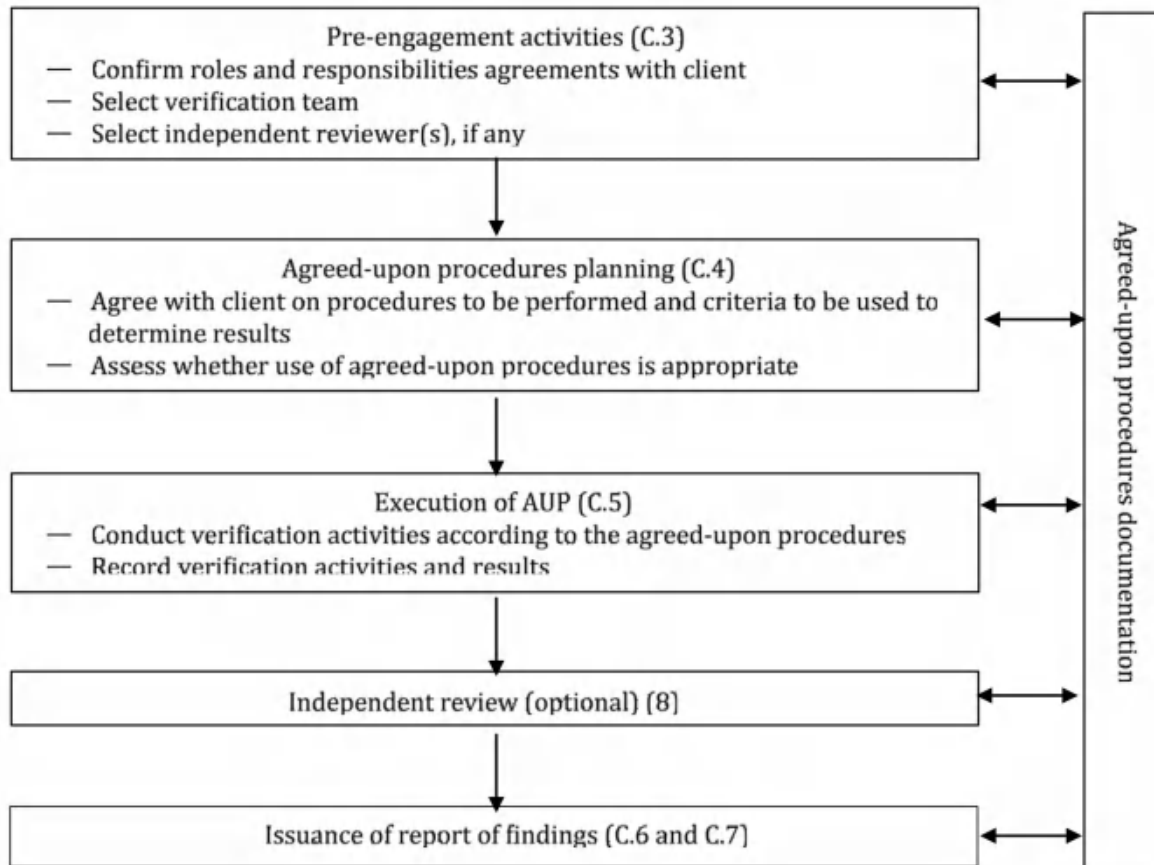 Pre-engagement activities (C.3)
— Confirm roles and responsibilities agreements with client
— Select verification team
— Select independent reviewer(s), if any
Agreed-upon procedures planning (C.4)
— Agree with client on procedures to be performed and criteria to be used to
determine results
— Assess whether use of agreed-upon procedures is appropriate
Execution of AUP (C.5)
— Conduct verification activities according to the agreed-upon procedures
— Record verification activities and results
Independent review (optional) (8)
Issuance of report of findings (C.6 and C.7)
Agreed-upon procedures documentation